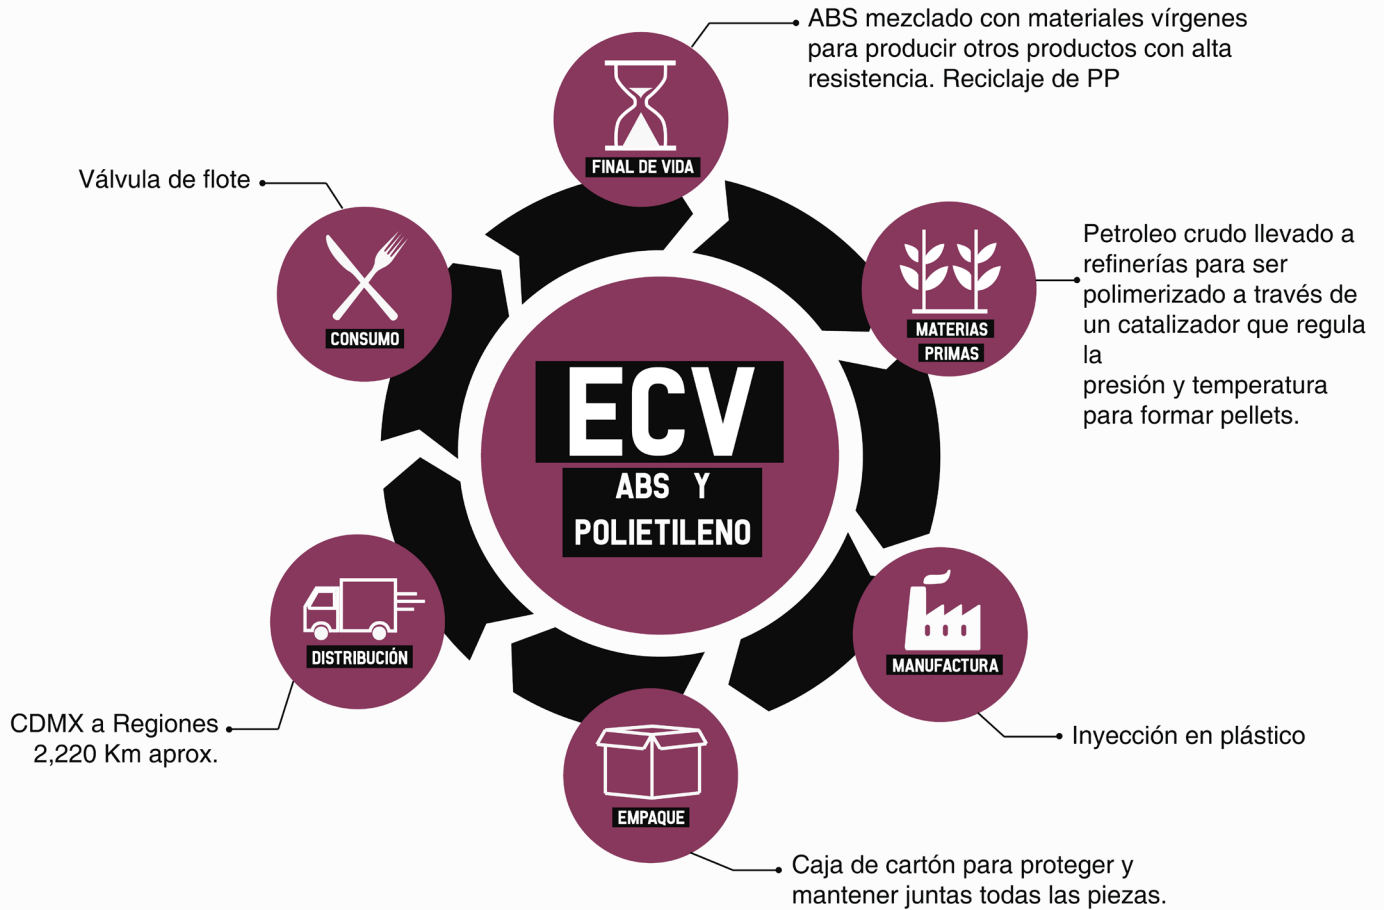 ABS mezclado con materiales vírgenes
para producir otros productos con alta
resistencia. Reciclaje de PP
FINAL DE VIDA
Válvula de flote
CONSUMO
Petroleo crudo llevado a
refinerías para ser
polimerizado a través de
un catalizador que regula
la
presión y temperatura
para formar pellets.
MATERIAS
PRIMAS
ECV
ABS Y
POLIETILENO
DISTRIBUCIÓN
CDMX a Regiones
2,220 Km aprox.
MANUFACTURA
Inyección en plástico
EMPAQUE
Caja de cartón para proteger y
mantener juntas todas las piezas.